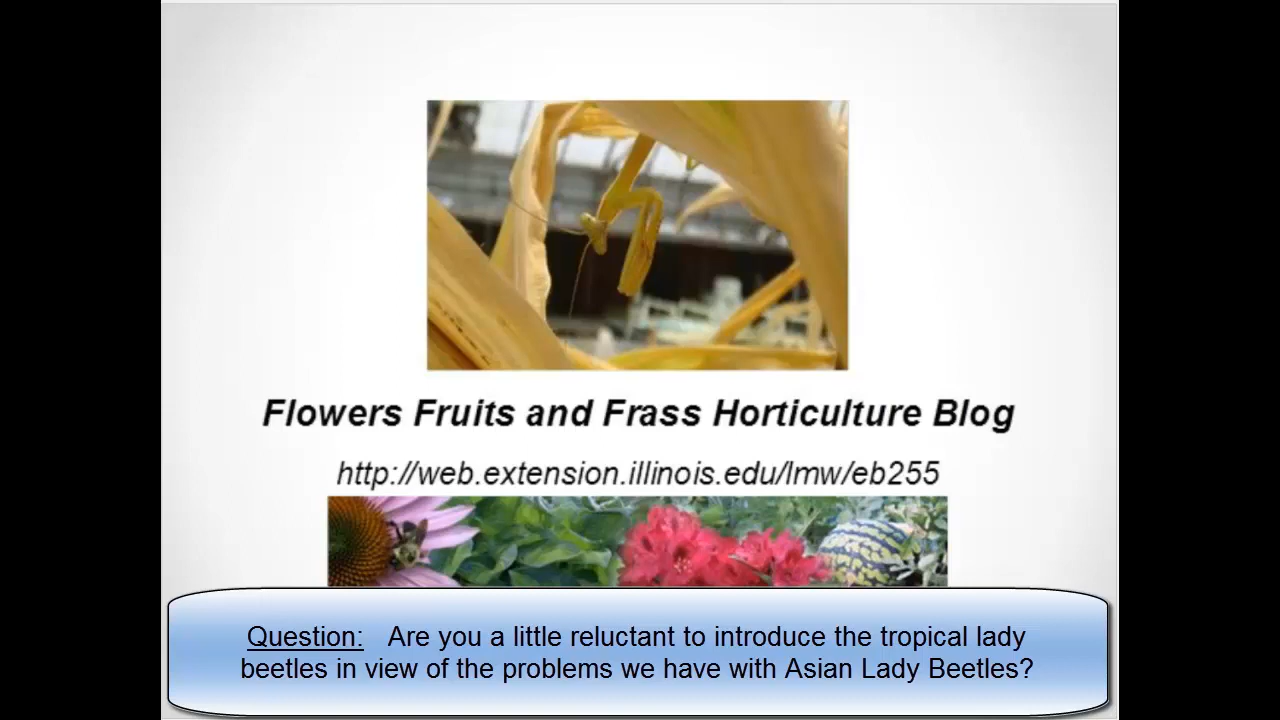 Flowers Fruits and Frass Horticulture Blog
http://web.extension.illinois.edu/lmw/eb255
Question: Are you a little reluctant to introduce the tropical lady
beetles in view of the problems we have with Asian Lady Beetles?